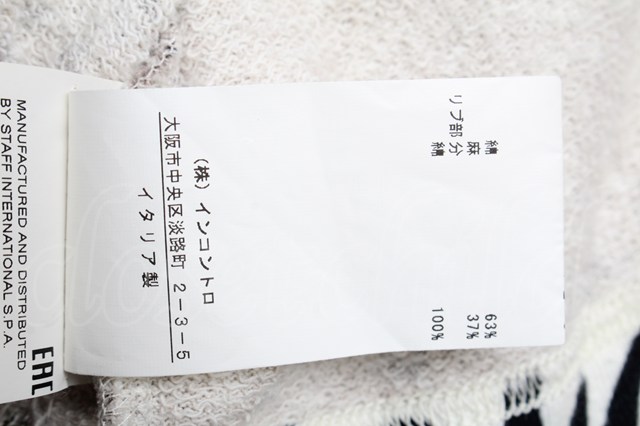 綿 63%
麻 37%
リブ部分
綿 100%
(株) インコントロ
大阪市中央区淡路町 2-3-5
イタリア製
MANUFACTURED AND DISTRIBUTED
BY STAFF INTERNATIONAL S.P.A.
EAC